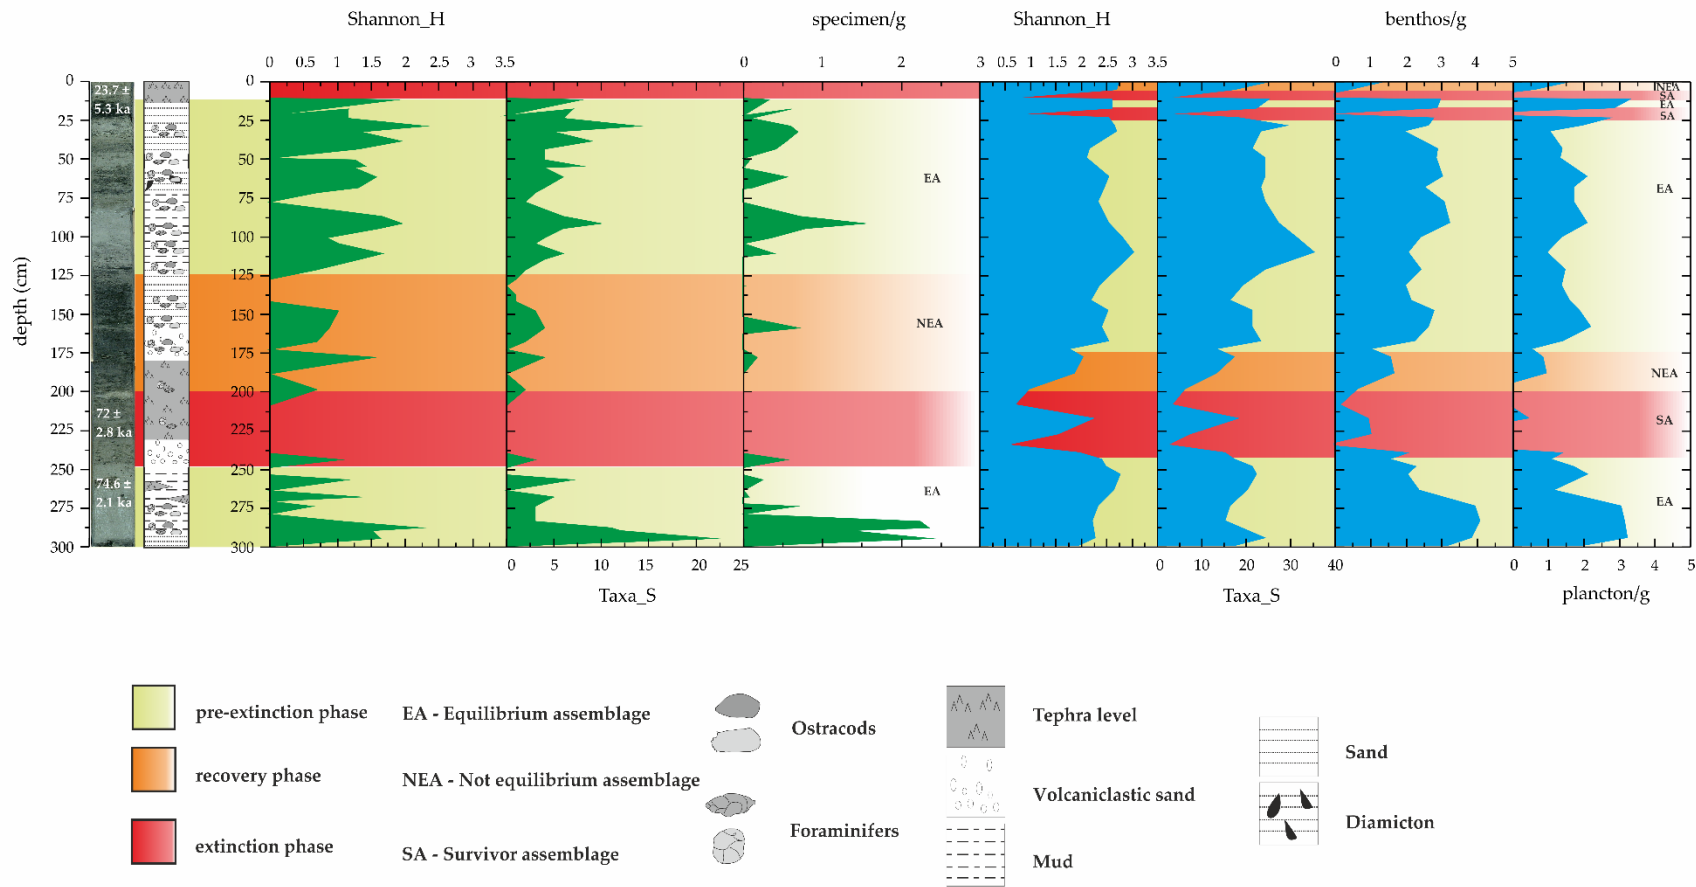 Shannon_H specimen/g Shannon_H benthos/g
0 0.5 1 1.5 2 2.5 3 3.5 0 1 2 3 0.5 1 1.5 2 2.5 3 3.5 0 1 2 3 4 5
0 0
23.7 ±
5.3 ka
NEA
SA
EA
SA
25 25
50 50
EA EA
75 75
100 100
125 125
150 150
NEA
175 175
NEA
200 200
72 ±
2.8 ka
SA
225 225
250 250
74.6 ±
2.1 ka
EA EA
275 275
300 300
depth (cm)
0 5 10 15 20 25 0 10 20 30 40 0 1 2 3 4 5
Taxa_S Taxa_S plancton/g
pre-extinction phase
EA - Equilibrium assemblage
Ostracods
Tephra level
Sand
recovery phase
NEA - Not equilibrium assemblage
Volcaniclastic sand
Foraminifers
Diamicton
extinction phase
SA - Survivor assemblage
Mud